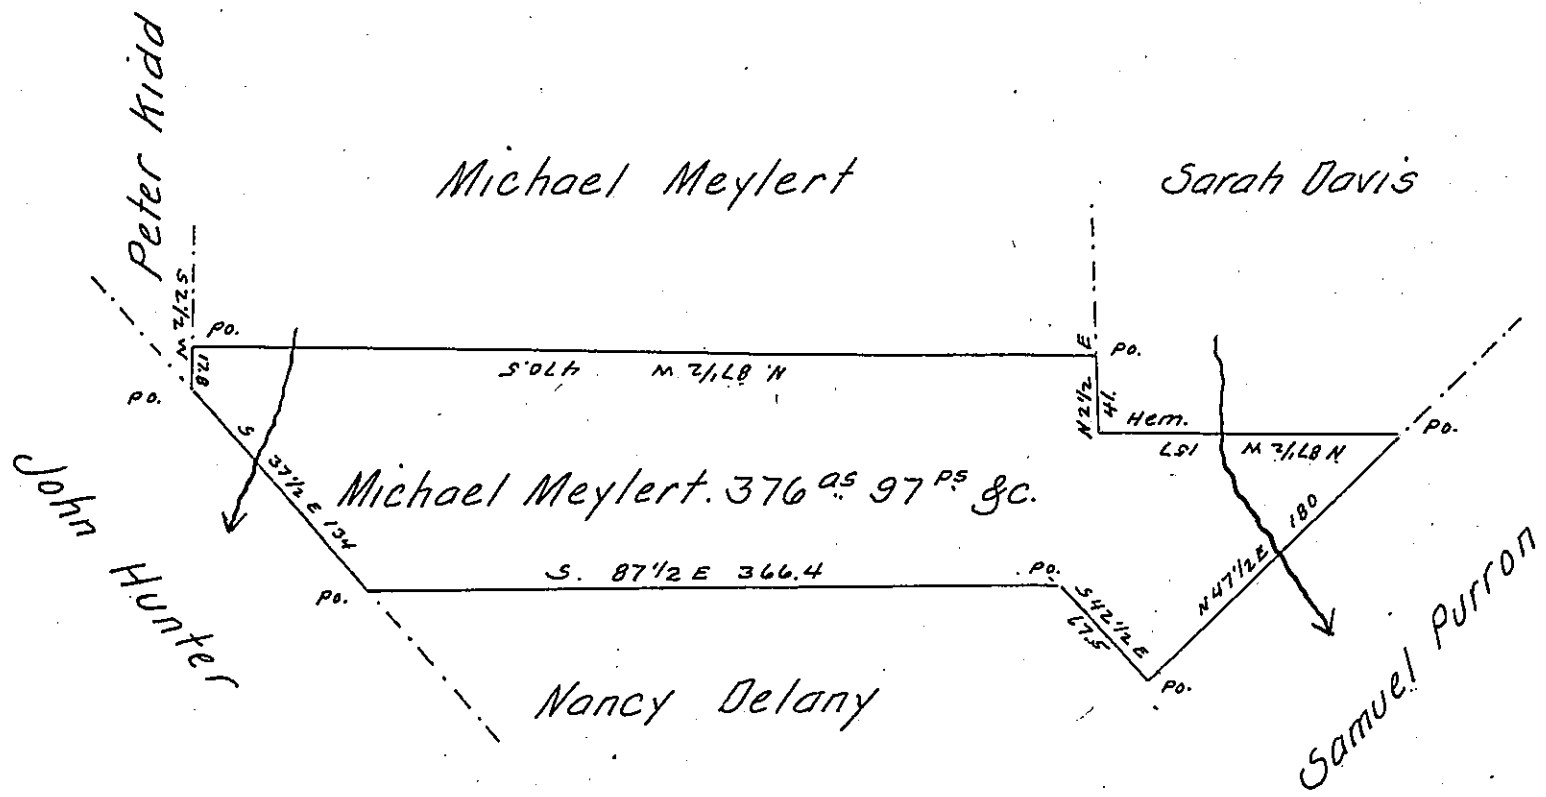 Peter Kidd
Michael Meylert
Sarah Davis
S 2 1/2 W
17.8
Po.
Po.
N. 87 1/2 W 470.5
N 2 1/2 E
41.
Po.
Hem.
N 87 1/2 W 157
Po.
S 37 1/2 E 134
Michael Meylert. 376 as 97 ps &c.
180
N 47 1/2 E
John Hunter
Po.
S. 87 1/2 E 366.4
Po.
S 42 1/2 E
67.5
Po.
Nancy Delany
Samuel Purron